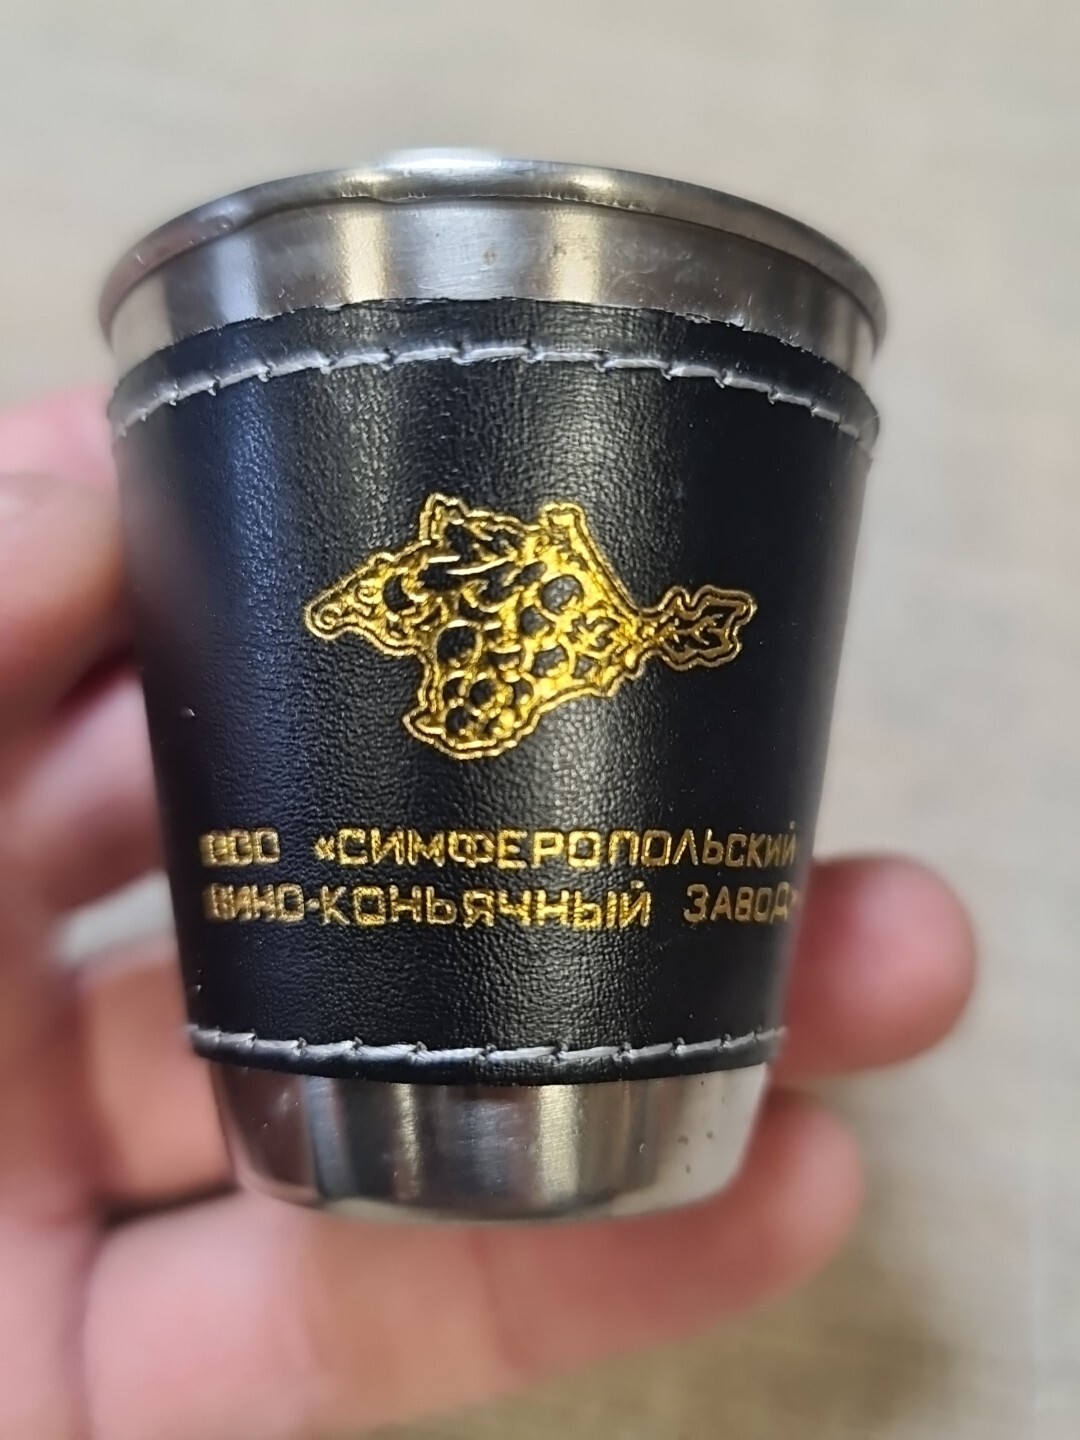 ООО «СИМФЕРОПОЛЬСКИЙ
ВИНО-КОНЬЯЧНЫЙ ЗАВОД»